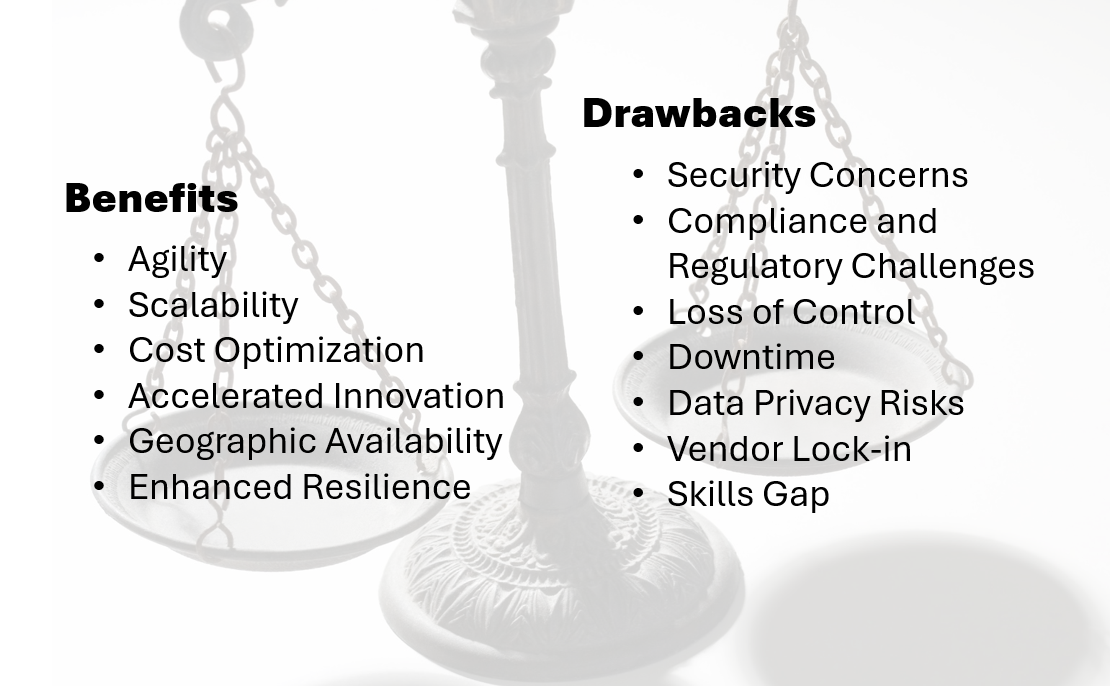 Benefits
• Agility
• Scalability
• Cost Optimization
• Accelerated Innovation
• Geographic Availability
• Enhanced Resilience
Drawbacks
• Security Concerns
• Compliance and
Regulatory Challenges
• Loss of Control
• Downtime
• Data Privacy Risks
• Vendor Lock-in
• Skills Gap